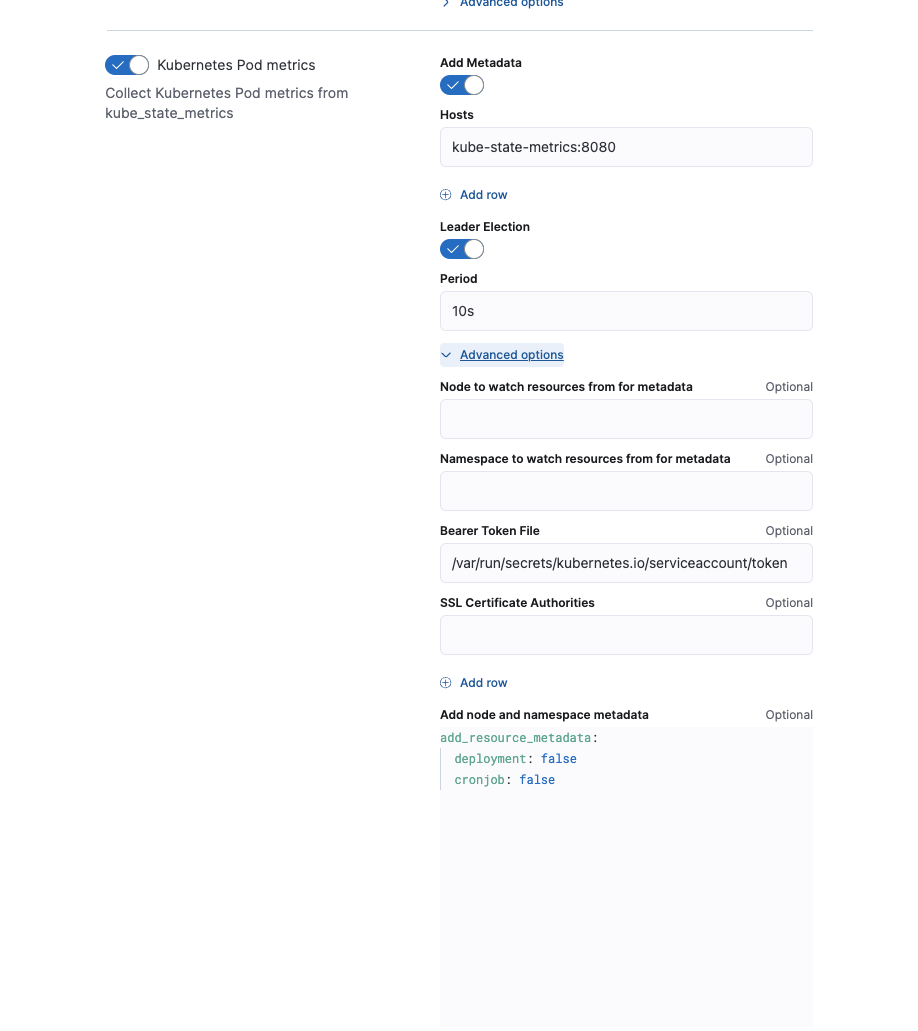 Advanced options
Kubernetes Pod metrics
Collect Kubernetes Pod metrics from
kube_state_metrics
Add Metadata
Hosts
kube-state-metrics:8080
Add row
Leader Election
Period
10s
Advanced options
Node to watch resources from for metadata Optional
Namespace to watch resources from for metadata Optional
Bearer Token File Optional
/var/run/secrets/kubernetes.io/serviceaccount/token
SSL Certificate Authorities Optional
Add row
Add node and namespace metadata Optional
add_resource_metadata:
  deployment: false
  cronjob: false